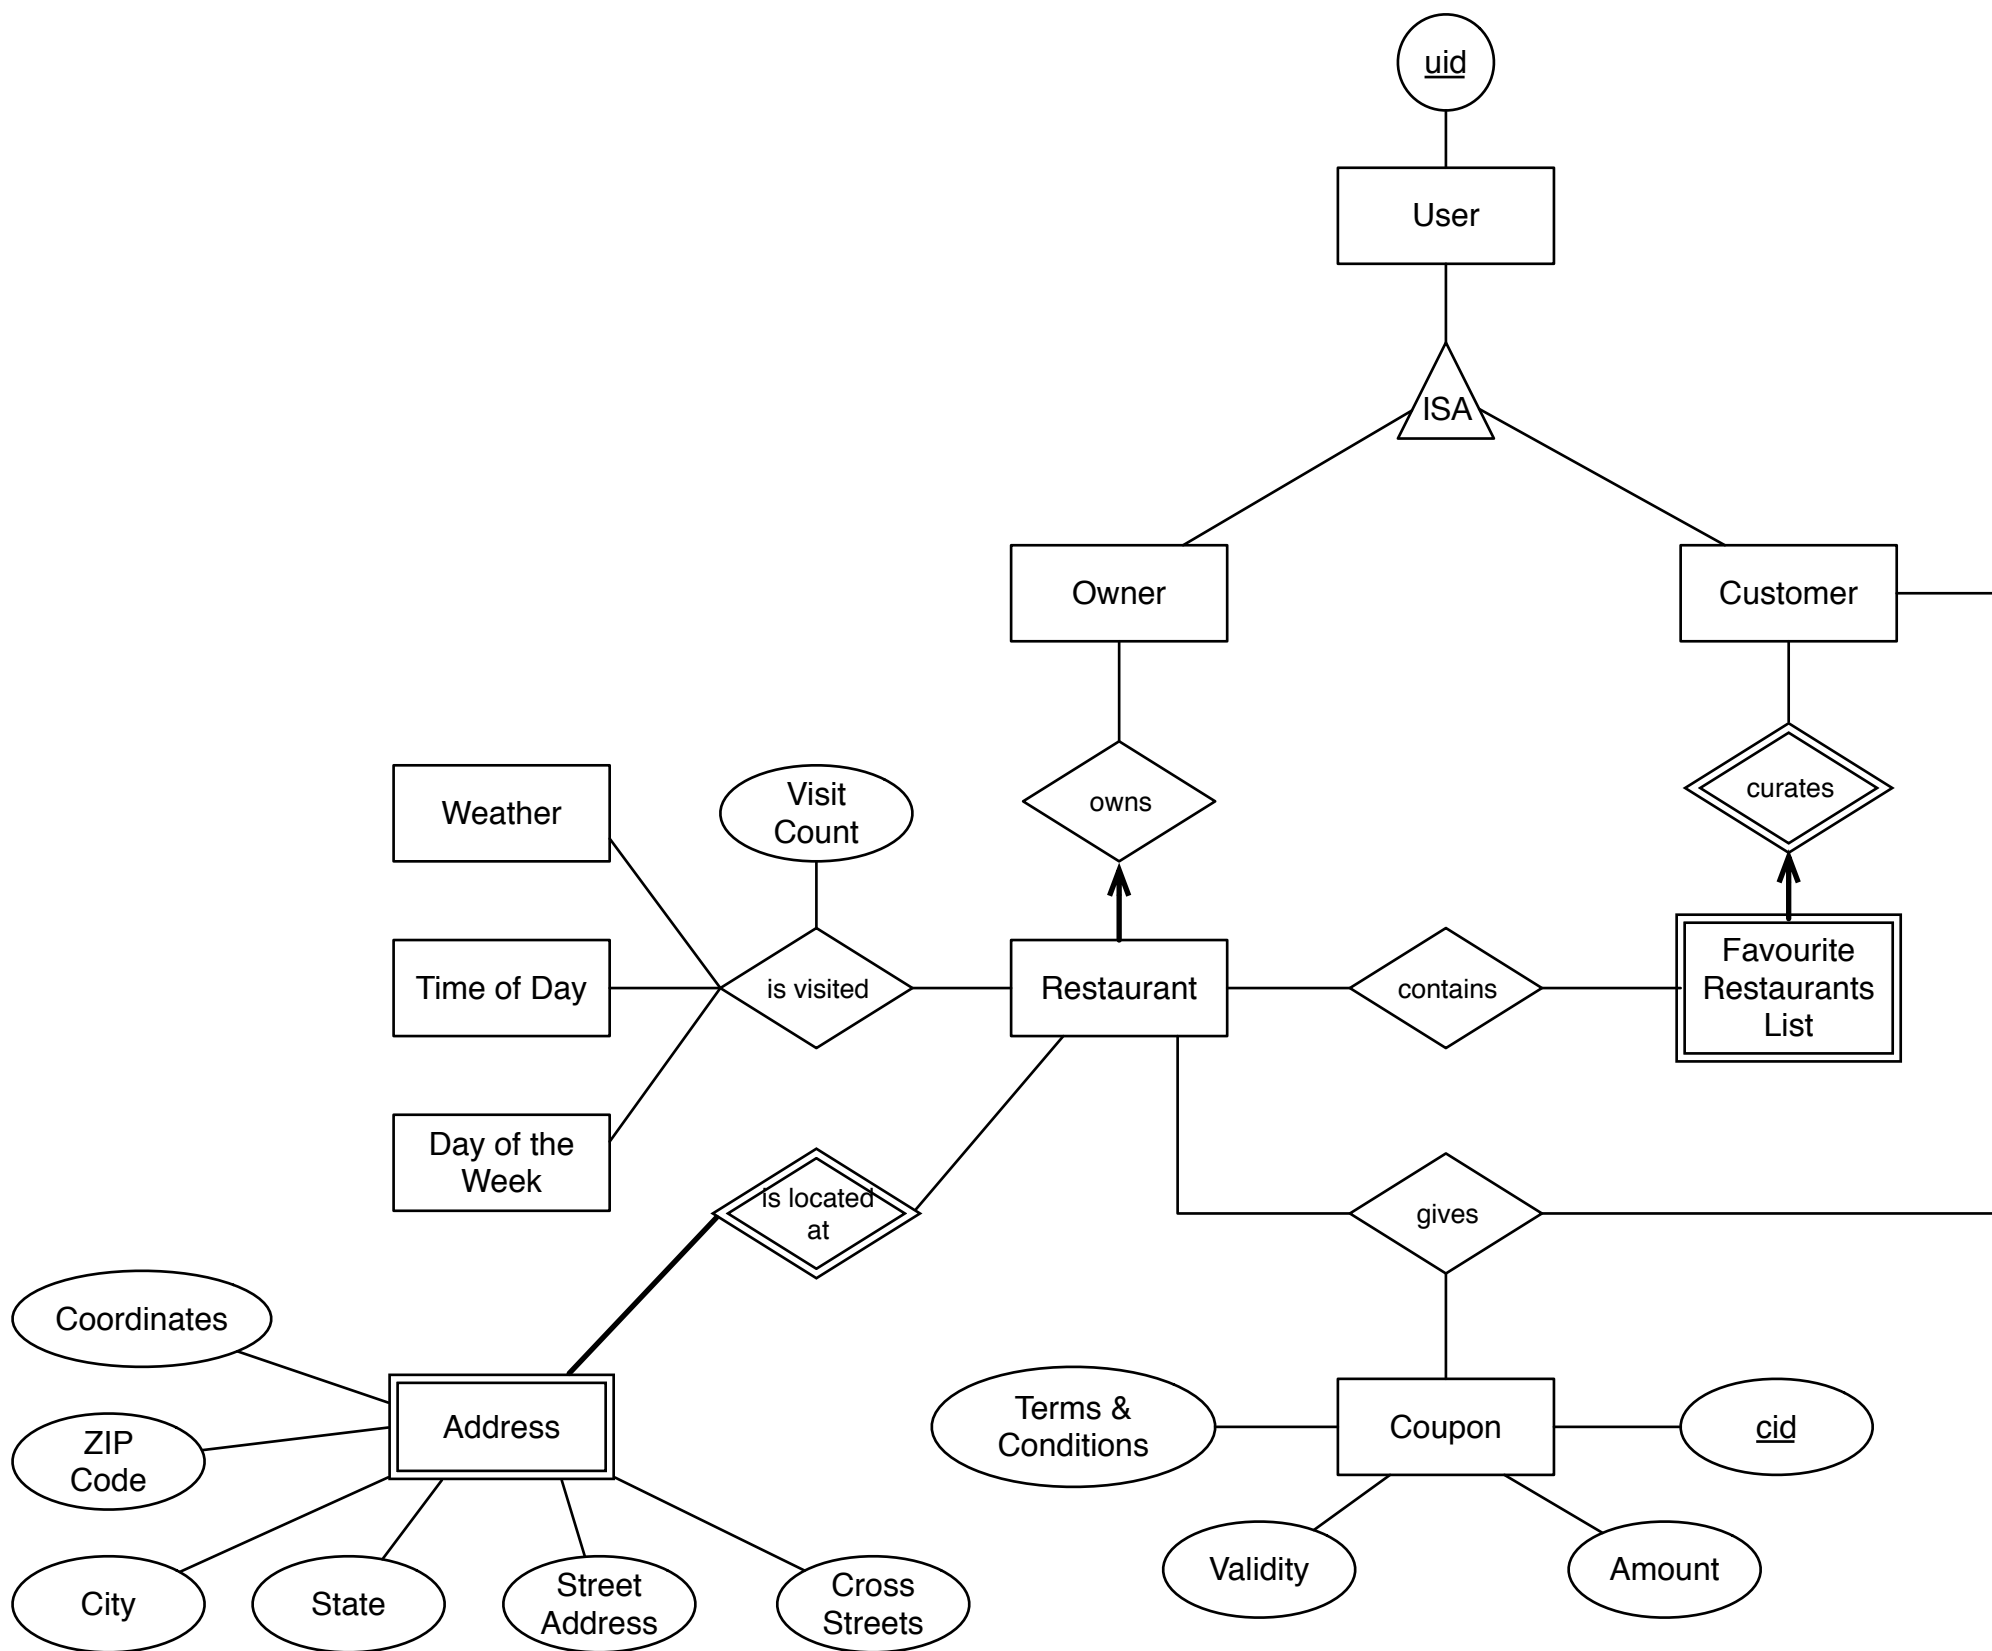 uid
User
ISA
Owner
Customer
Weather
Visit
Count
owns
curates
Time of Day
is visited
Restaurant
contains
Favourite
Restaurants
List
Day of the
Week
is located
at
gives
Coordinates
Address
ZIP
Code
Terms &
Conditions
Coupon
cid
City
State
Street
Address
Cross
Streets
Validity
Amount